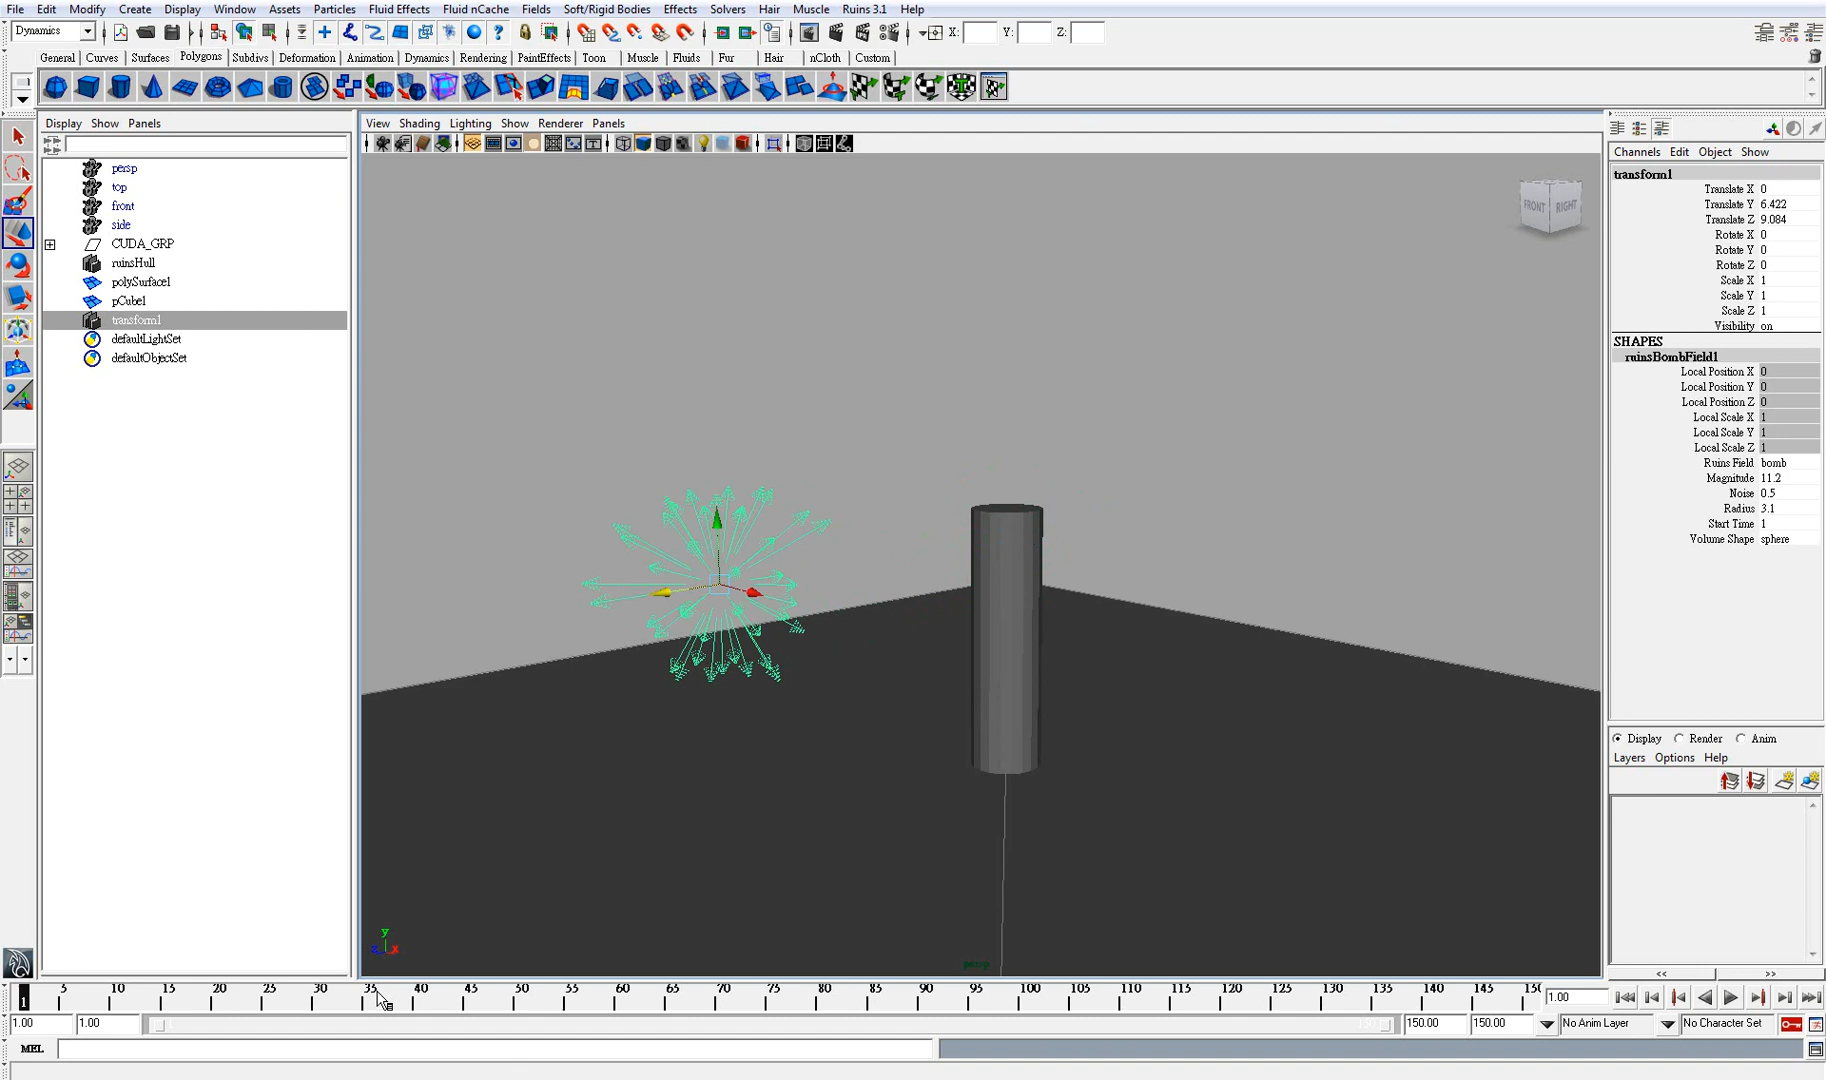 File Edit Modify Create Display Window Assets Particles Fluid Effects Fluid nCache Fields Soft/Rigid Bodies Effects Solvers Hair Muscle Ruins 3.1 Help
Dynamics X: Y: Z:
General Curves Surfaces Polygons Subdivs Deformation Animation Dynamics Rendering PaintEffects Toon Muscle Fluids Fur Hair nCloth Custom
Display Show Panels
persp
top
front
side
CUDA_GRP
ruinsHull
polySurface1
pCube1
transform1
defaultLightSet
defaultObjectSet
View Shading Lighting Show Renderer Panels
FRONT RIGHT
y
z x
persp
Channels Edit Object Show
transform1
Translate X 0
Translate Y 6.422
Translate Z 9.084
Rotate X 0
Rotate Y 0
Rotate Z 0
Scale X 1
Scale Y 1
Scale Z 1
Visibility on
SHAPES
ruinsBombField1
Local Position X 0
Local Position Y 0
Local Position Z 0
Local Scale X 1
Local Scale Y 1
Local Scale Z 1
Ruins Field bomb
Magnitude 11.2
Noise 0.5
Radius 3.1
Start Time 1
Volume Shape sphere
Display Render Anim
Layers Options Help
<< >>
1 5 10 15 20 25 30 35 40 45 50 55 60 65 70 75 80 85 90 95 100 105 110 115 120 125 130 135 140 145 150 1.00
1.00 1.00 1 150 150.00 150.00 No Anim Layer No Character Set
MEL